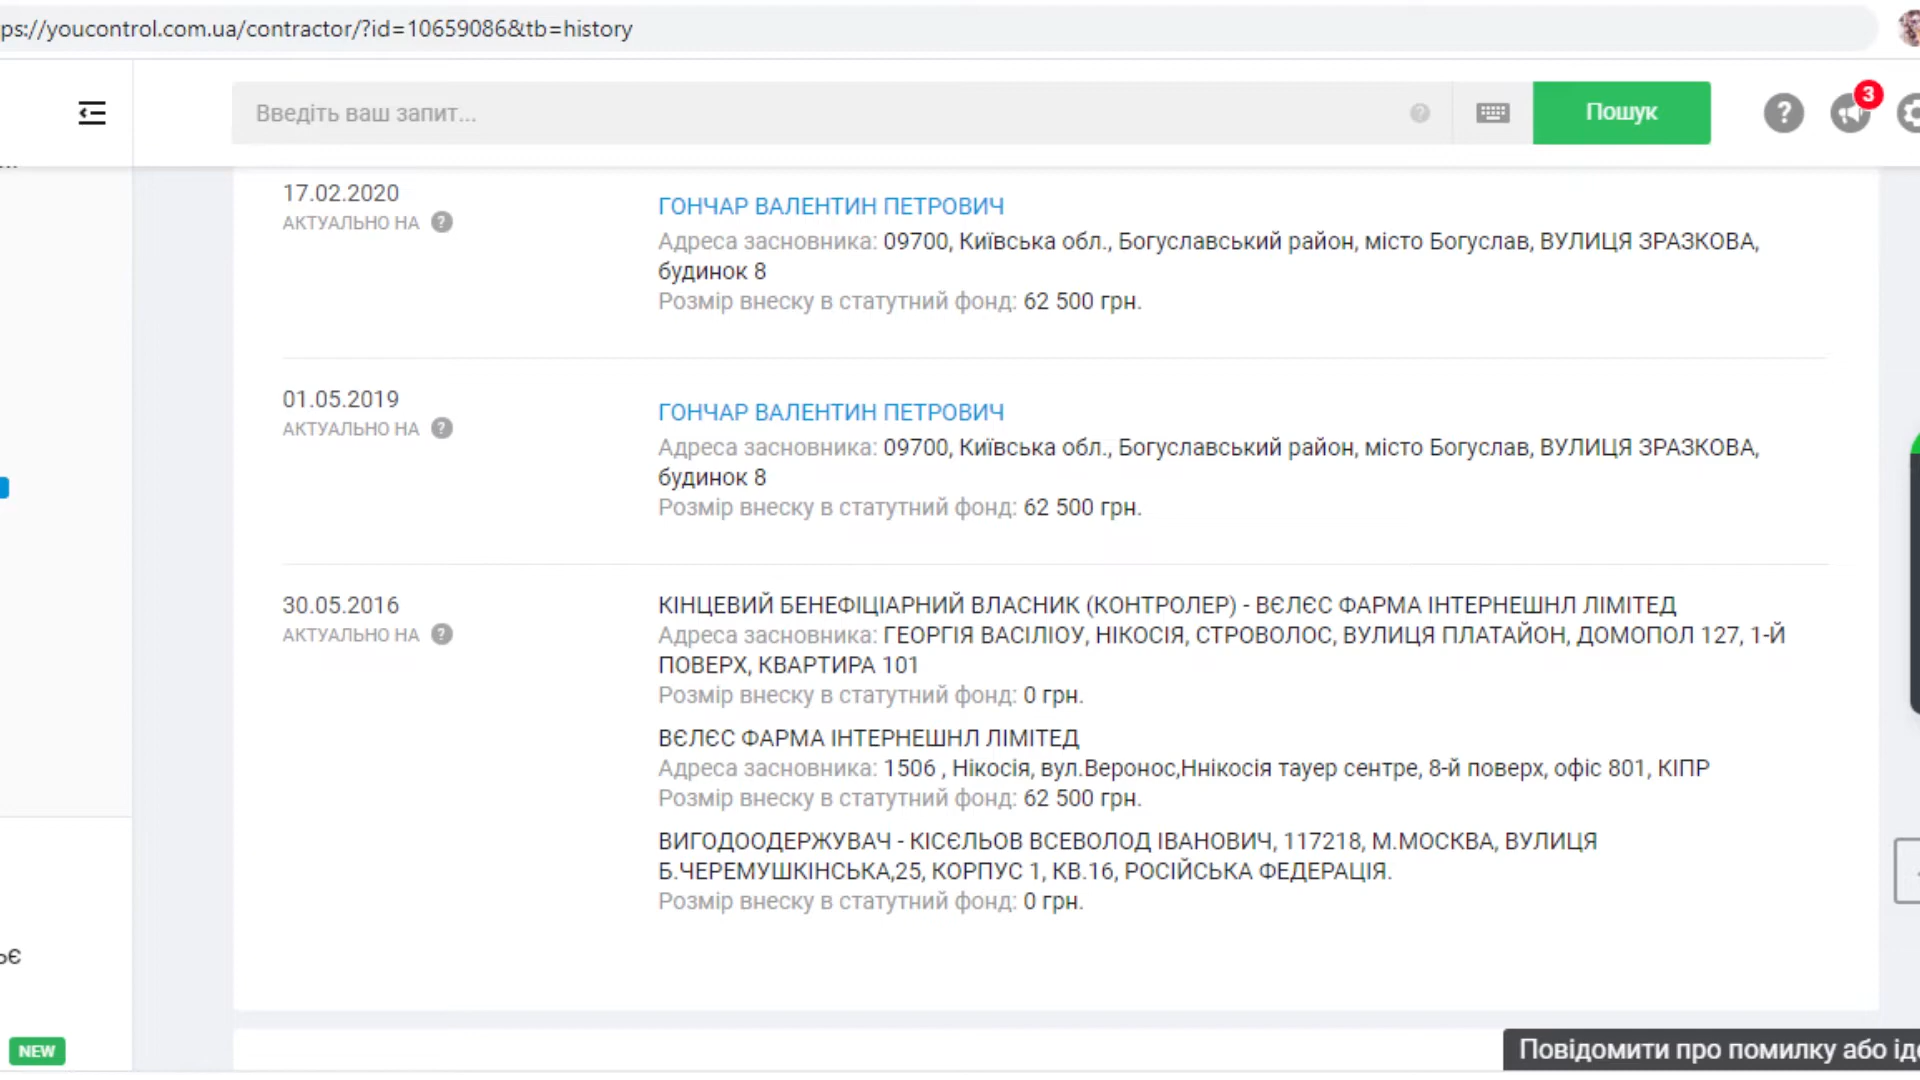 ps://youcontrol.com.ua/contractor/?id=10659086&tb=history
Введіть ваш запит...
Пошук
3
17.02.2020
АКТУАЛЬНО НА
ГОНЧАР ВАЛЕНТИН ПЕТРОВИЧ
Адреса засновника: 09700, Київська обл., Богуславський район, місто Богуслав, ВУЛИЦЯ ЗРАЗКОВА,
будинок 8
Розмір внеску в статутний фонд: 62 500 грн.
01.05.2019
АКТУАЛЬНО НА
ГОНЧАР ВАЛЕНТИН ПЕТРОВИЧ
Адреса засновника: 09700, Київська обл., Богуславський район, місто Богуслав, ВУЛИЦЯ ЗРАЗКОВА,
будинок 8
Розмір внеску в статутний фонд: 62 500 грн.
30.05.2016
АКТУАЛЬНО НА
КІНЦЕВИЙ БЕНЕФІЦІАРНИЙ ВЛАСНИК (КОНТРОЛЕР) - ВЄЛЄС ФАРМА ІНТЕРНЕШНЛ ЛІМІТЕД
Адреса засновника: ГЕОРГІЯ ВАСІЛІОУ, НІКОСІЯ, СТРОВОЛОС, ВУЛИЦЯ ПЛАТАЙОН, ДОМОПОЛ 127, 1-Й
ПОВЕРХ, КВАРТИРА 101
Розмір внеску в статутний фонд: 0 грн.
ВЄЛЄС ФАРМА ІНТЕРНЕШНЛ ЛІМІТЕД
Адреса засновника: 1506 , Нікосія, вул.Веронос,Ннікосія тауер сентре, 8-й поверх, офіс 801, КІПР
Розмір внеску в статутний фонд: 62 500 грн.
ВИГОДООДЕРЖУВАЧ - КІСЄЛЬОВ ВСЕВОЛОД ІВАНОВИЧ, 117218, М.МОСКВА, ВУЛИЦЯ
Б.ЧЕРЕМУШКІНСЬКА,25, КОРПУС 1, КВ.16, РОСІЙСЬКА ФЕДЕРАЦІЯ.
Розмір внеску в статутний фонд: 0 грн.
ьЄ
NEW
Повідомити про помилку або іде